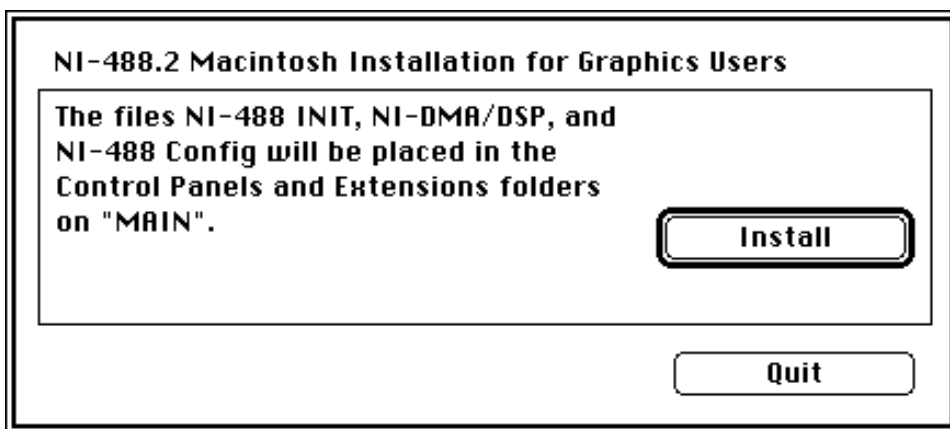 NI-488.2 Macintosh Installation for Graphics Users
The files NI-488 INIT, NI-DMA/DSP, and
NI-488 Config will be placed in the
Control Panels and Extensions folders
on "MAIN".
Install
Quit